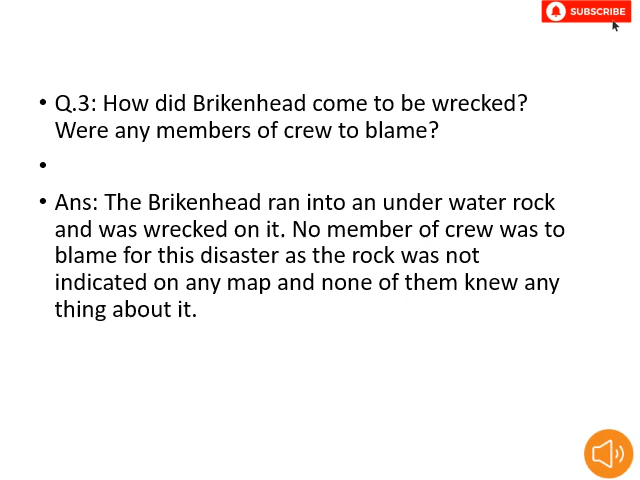 SUBSCRIBE
• Q.3: How did Brikenhead come to be wrecked?
Were any members of crew to blame?
•
• Ans: The Brikenhead ran into an under water rock
and was wrecked on it. No member of crew was to
blame for this disaster as the rock was not
indicated on any map and none of them knew any
thing about it.